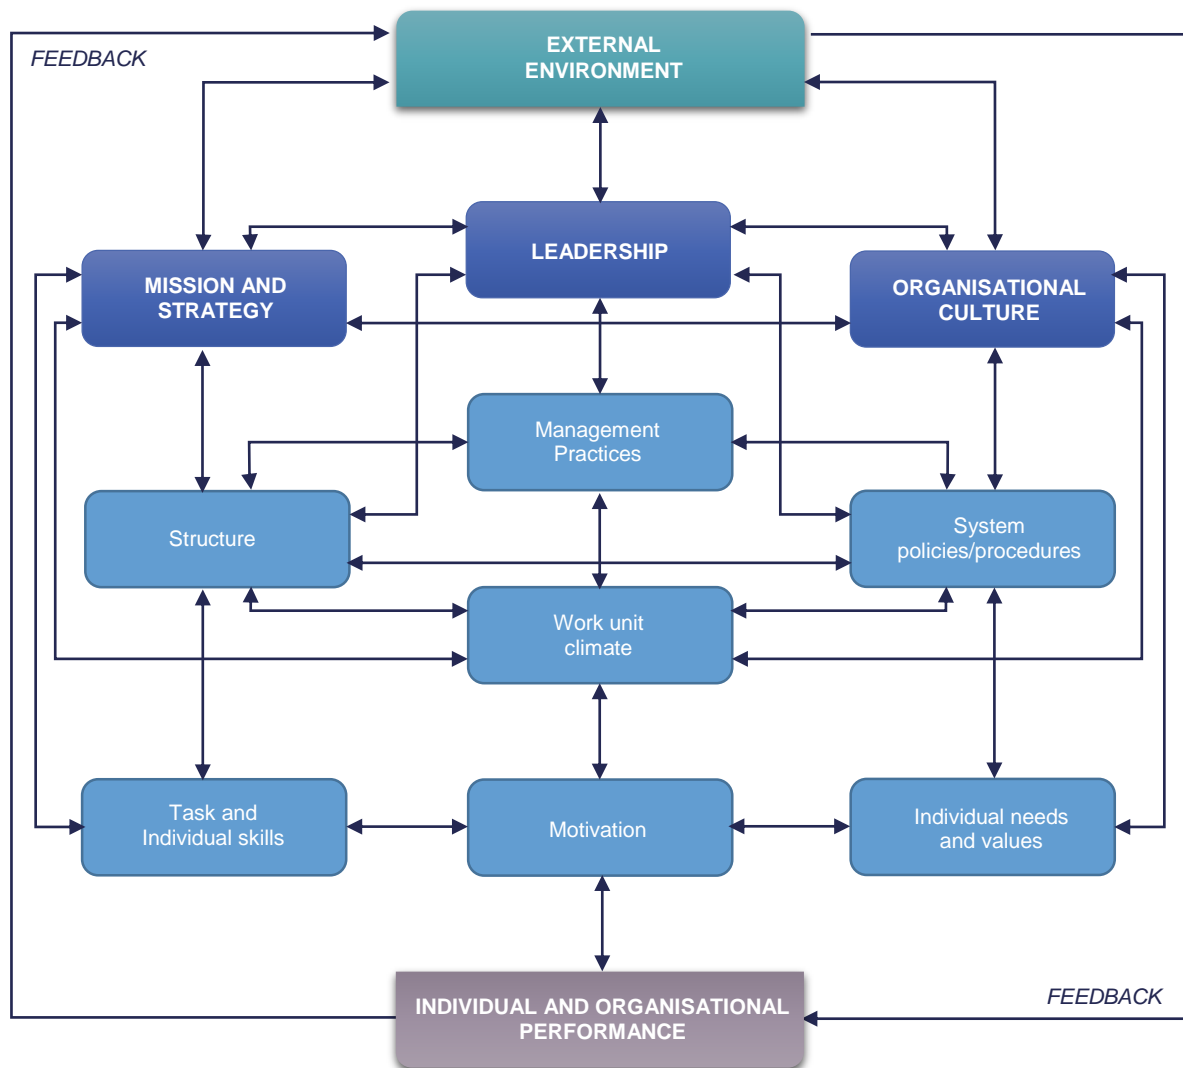 FEEDBACK
EXTERNAL
ENVIRONMENT
LEADERSHIP
MISSION AND
STRATEGY
ORGANISATIONAL
CULTURE
Management
Practices
Structure
System
policies/procedures
Work unit
climate
Task and
Individual skills
Motivation
Individual needs
and values
INDIVIDUAL AND ORGANISATIONAL
PERFORMANCE
FEEDBACK